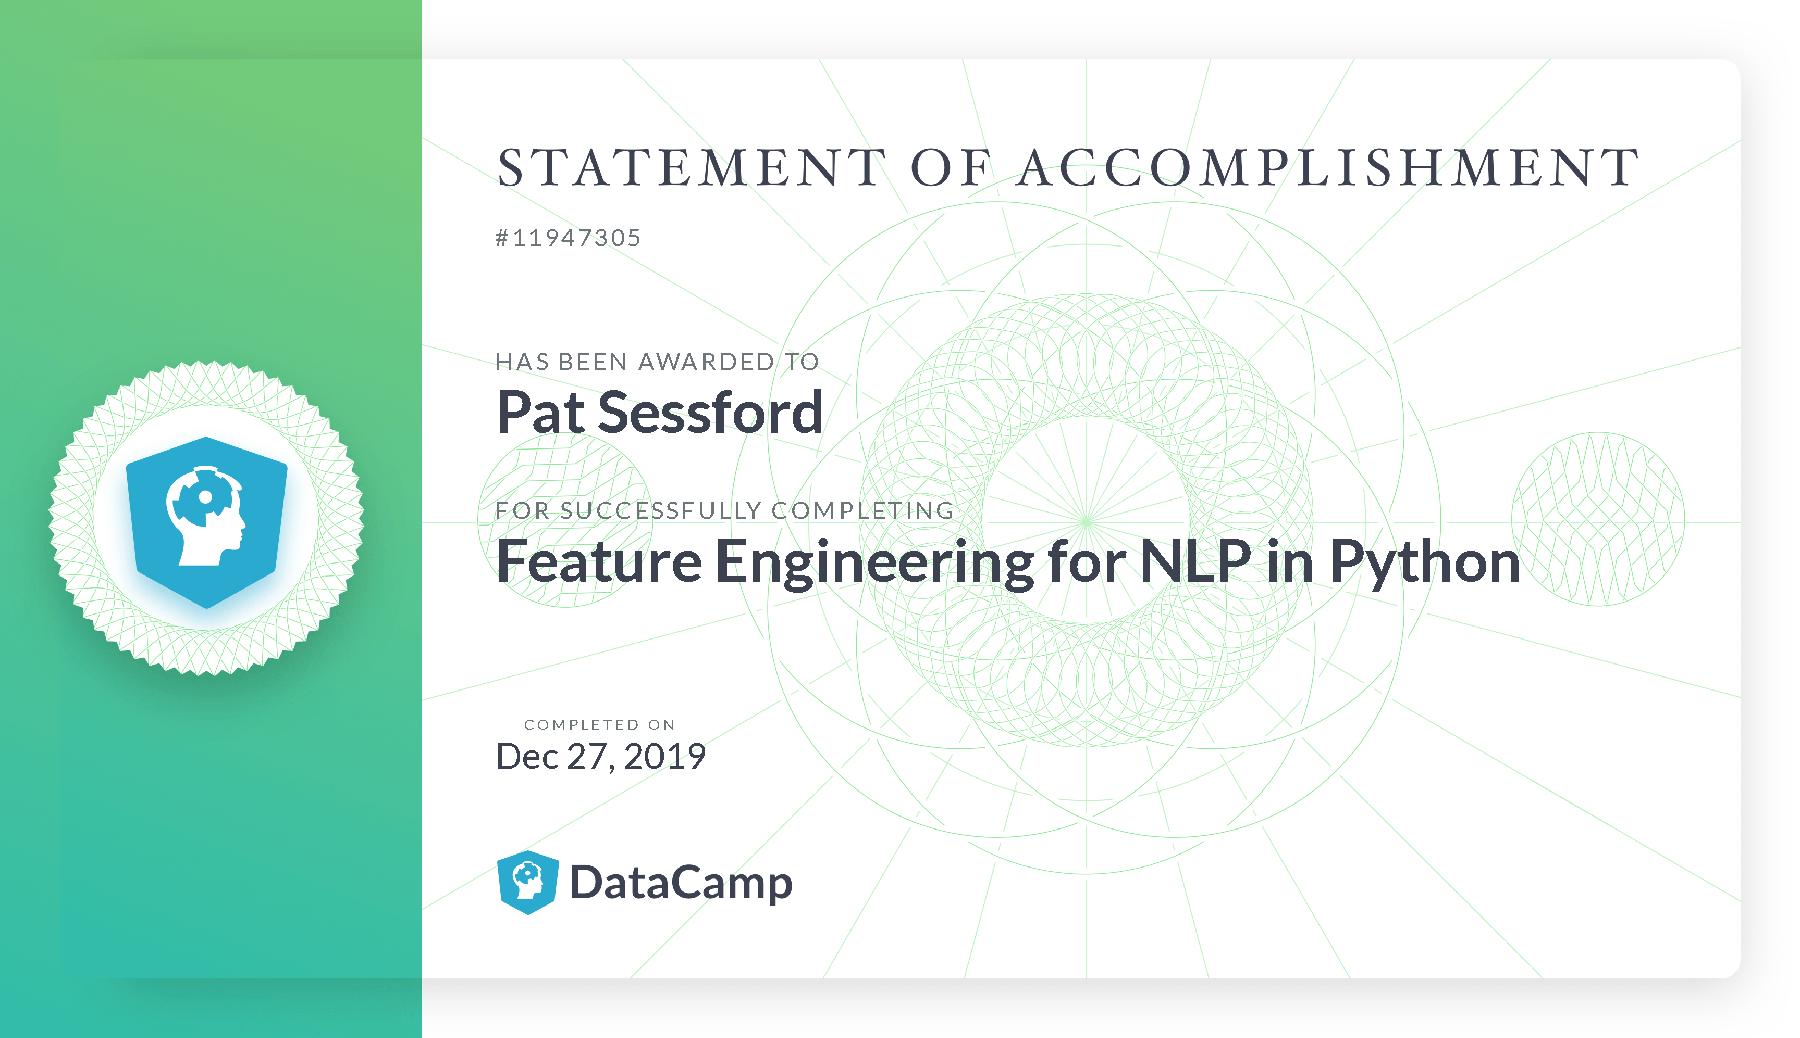 STATEMENT OF ACCOMPLISHMENT
#11947305
HAS BEEN AWARDED TO
Pat Sessford
FOR SUCCESSFULLY COMPLETING
Feature Engineering for NLP in Python
COMPLETED ON
Dec 27, 2019
DataCamp